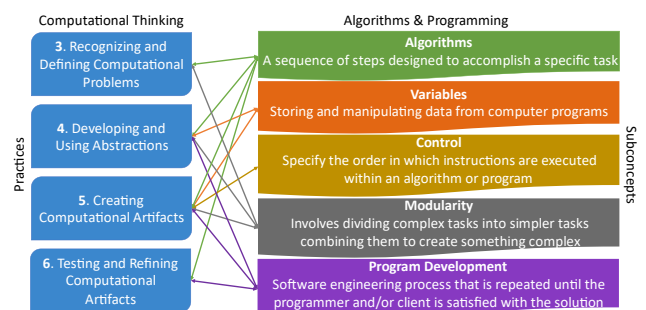 Computational Thinking
Algorithms & Programming
Practices
3. Recognizing and
Defining Computational
Problems
4. Developing and
Using Abstractions
5. Creating
Computational Artifacts
6. Testing and Refining
Computational
Artifacts
Algorithms
A sequence of steps designed to accomplish a specific task
Variables
Storing and manipulating data from computer programs
Control
Specify the order in which instructions are executed
within an algorithm or program
Modularity
Involves dividing complex tasks into simpler tasks
combining them to create something complex
Program Development
Software engineering process that is repeated until the
programmer and/or client is satisfied with the solution
Subconcepts